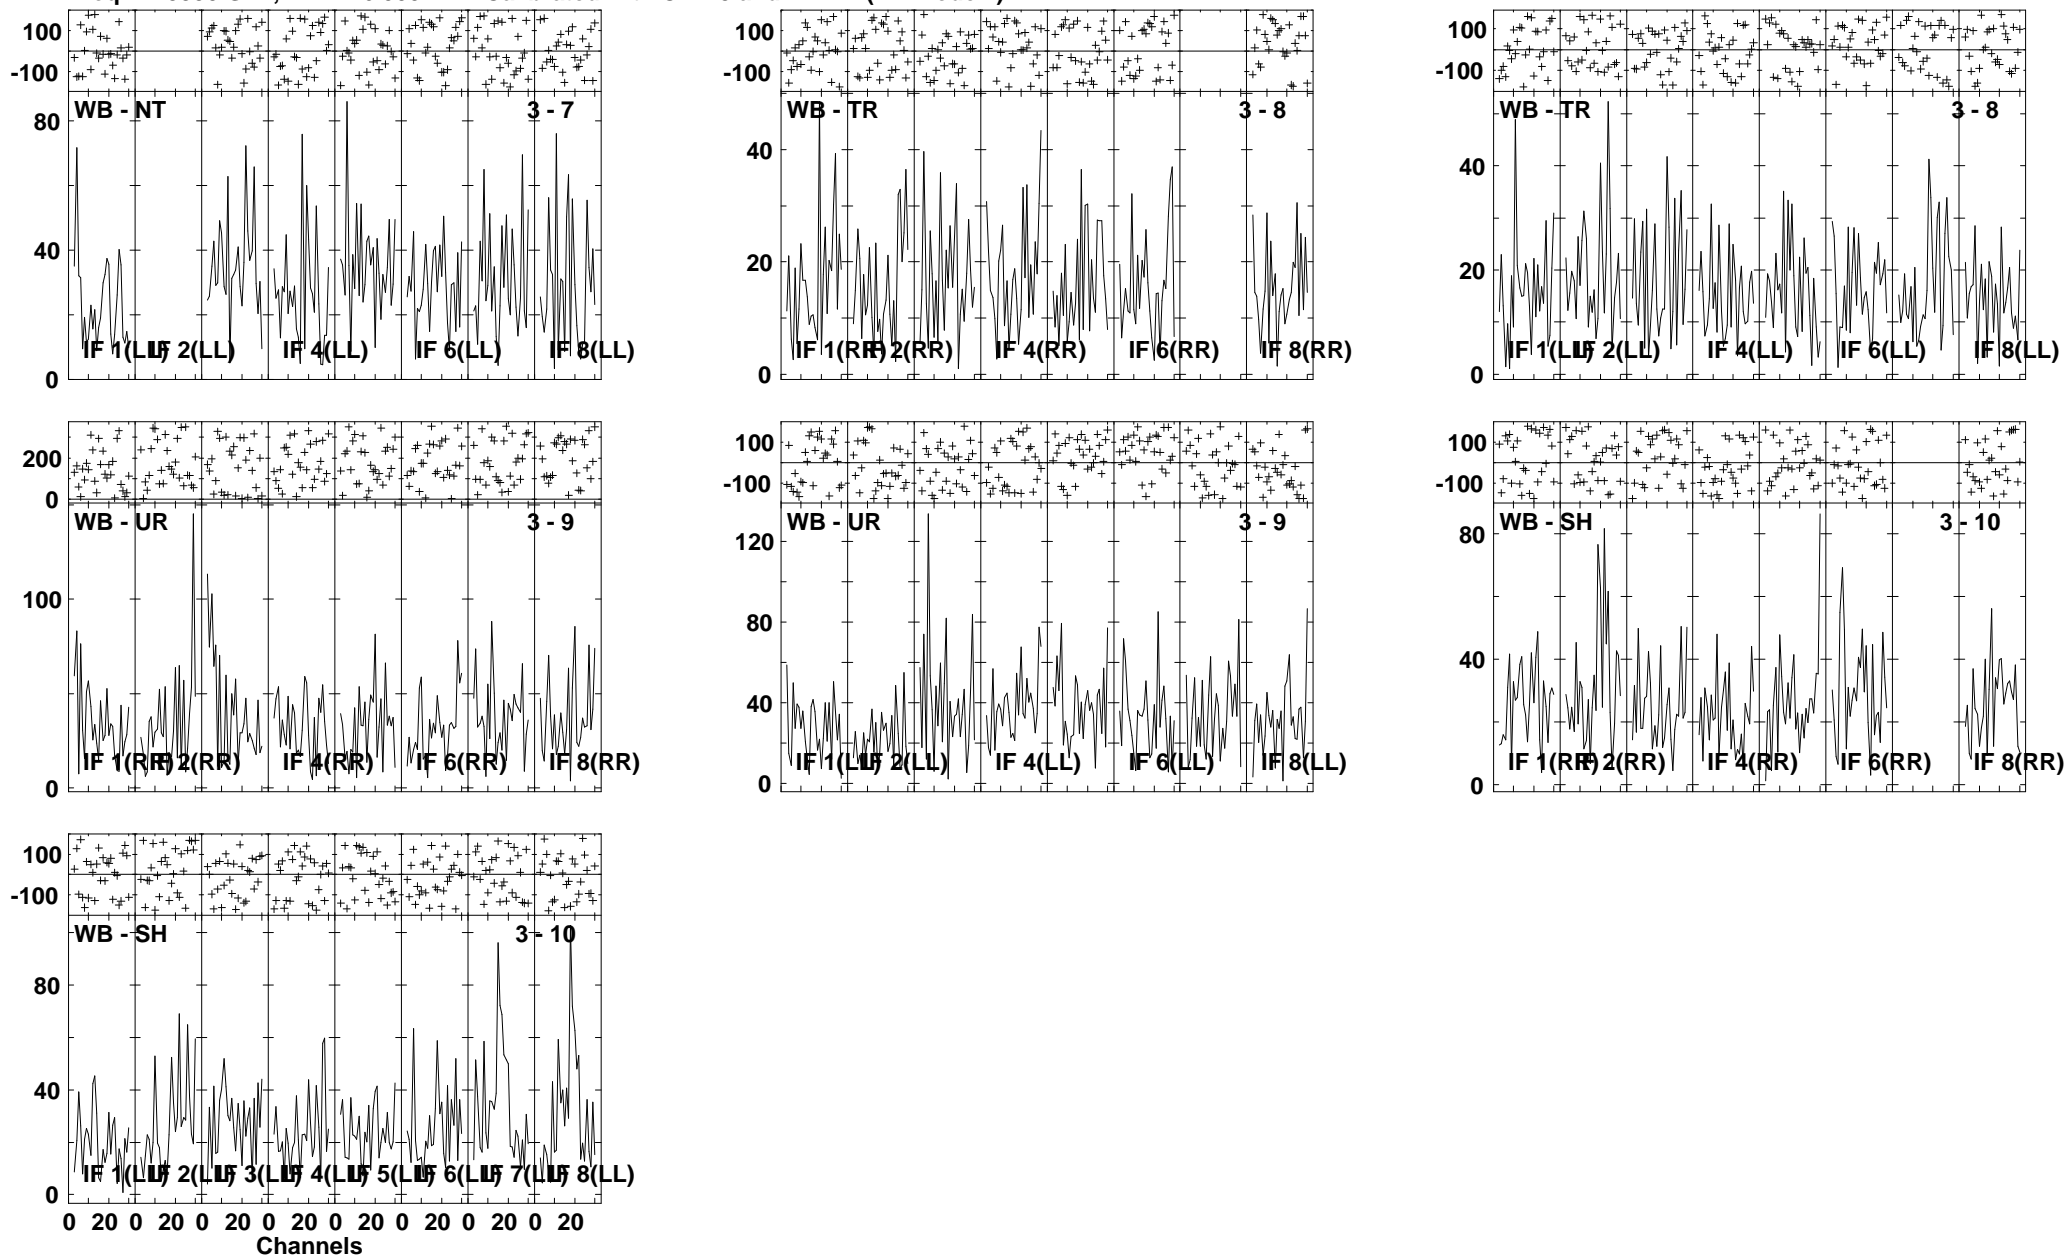 100
-100
WB - NT 3 - 7
80
40
0
IF 1(LL) IF 2(LL) IF 4(LL) IF 6(LL) IF 8(LL)
100
-100
WB - TR 3 - 8
40
20
0
IF 1(RR) IF 2(RR) IF 4(RR) IF 6(RR) IF 8(RR)
100
-100
WB - TR 3 - 8
40
20
0
IF 1(LL) IF 2(LL) IF 4(LL) IF 6(LL) IF 8(LL)
200
0
WB - UR 3 - 9
100
0
IF 1(RR) IF 2(RR) IF 4(RR) IF 6(RR) IF 8(RR)
100
-100
WB - UR 3 - 9
120
80
40
0
IF 1(LL) IF 2(LL) IF 4(LL) IF 6(LL) IF 8(LL)
100
-100
WB - SH 3 - 10
80
40
0
IF 1(RR) IF 2(RR) IF 4(RR) IF 6(RR) IF 8(RR)
100
-100
WB - SH 3 - 10
80
40
0
IF 1(LL) IF 2(LL) IF 3(LL) IF 4(LL) IF 5(LL) IF 6(LL) IF 7(LL) IF 8(LL)
0 20 0 20 0 20 0 20 0 20 0 20 0 20 0 20
Channels